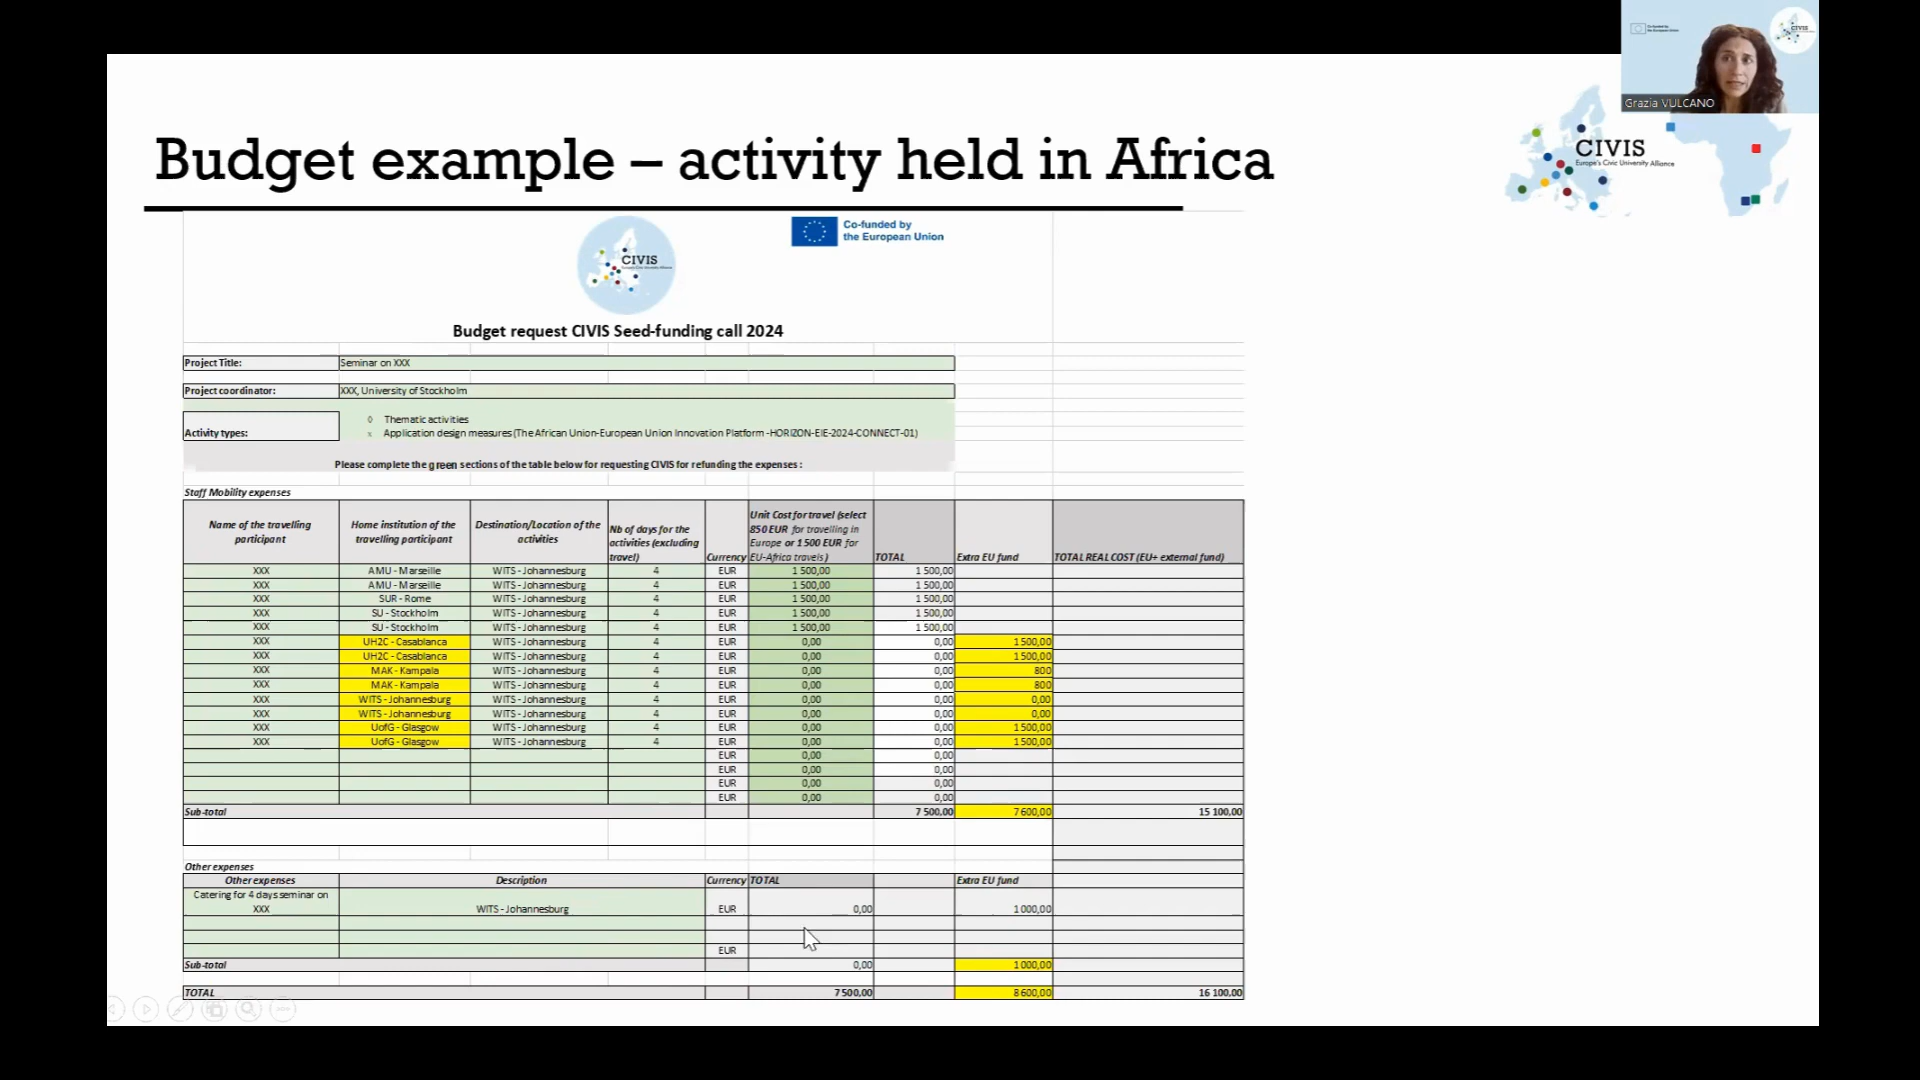 Co-funded by
the European Union
CIVIS
Grazia VULCANO
CIVIS
Europe's Civic University Alliance
Budget example – activity held in Africa
CIVIS
Europe's Civic University Alliance
Co-funded by
the European Union
Budget request CIVIS Seed-funding call 2024
Project Title: Seminar on XXX
Project coordinator: XXX, University of Stockholm
Activity types:
◊ Thematic activities
x Application design measures (The African Union-European Union Innovation Platform -HORIZON-EIE-2024-CONNECT-01)
Please complete the green sections of the table below for requesting CIVIS for refunding the expenses :
Staff Mobility expenses
Name of the travelling participant Home institution of the travelling participant Destination/Location of the activities Nb of days for the activities (excluding travel) Currency Unit Cost for travel (select 850 EUR for travelling in Europe or 1 500 EUR for EU-Africa travels) TOTAL Extra EU fund TOTAL REAL COST (EU+ external fund)
XXX AMU - Marseille WITS - Johannesburg 4 EUR 1 500,00 1 500,00
XXX AMU - Marseille WITS - Johannesburg 4 EUR 1 500,00 1 500,00
XXX SUR - Rome WITS - Johannesburg 4 EUR 1 500,00 1 500,00
XXX SU - Stockholm WITS - Johannesburg 4 EUR 1 500,00 1 500,00
XXX SU - Stockholm WITS - Johannesburg 4 EUR 1 500,00 1 500,00
XXX UH2C - Casablanca WITS - Johannesburg 4 EUR 0,00 0,00 1 500,00
XXX UH2C - Casablanca WITS - Johannesburg 4 EUR 0,00 0,00 1 500,00
XXX MAK - Kampala WITS - Johannesburg 4 EUR 0,00 0,00 800
XXX MAK - Kampala WITS - Johannesburg 4 EUR 0,00 0,00 800
XXX WITS - Johannesburg WITS - Johannesburg 4 EUR 0,00 0,00 0,00
XXX WITS - Johannesburg WITS - Johannesburg 4 EUR 0,00 0,00 0,00
XXX UofG - Glasgow WITS - Johannesburg 4 EUR 0,00 0,00 1 500,00
XXX UofG - Glasgow WITS - Johannesburg 4 EUR 0,00 0,00 1 500,00
EUR 0,00 0,00
EUR 0,00 0,00
EUR 0,00 0,00
EUR 0,00 0,00
Sub-total 7 500,00 7 600,00 15 100,00
Other expenses
Other expenses Description Currency TOTAL Extra EU fund
Catering for 4 days seminar on XXX WITS - Johannesburg EUR 0,00 1 000,00
EUR
Sub-total 0,00 1 000,00
TOTAL 7 500,00 8 600,00 16 100,00